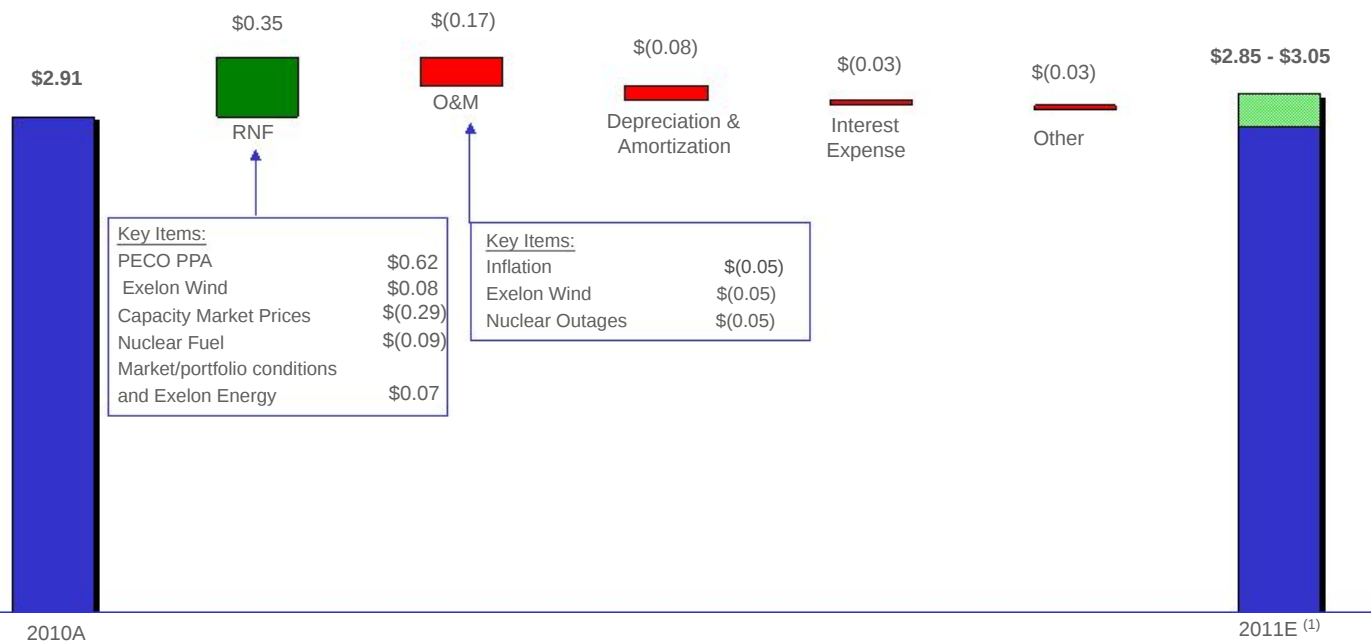 $0.35
$(0.17)
$(0.08)
$(0.03)
$(0.03)
$2.85 - $3.05
$2.91
RNF
O&M
Depreciation &
Amortization
Interest
Expense
Other
Key Items:
PECO PPA $0.62
Exelon Wind $0.08
Capacity Market Prices $(0.29)
Nuclear Fuel $(0.09)
Market/portfolio conditions
and Exelon Energy $0.07
Key Items:
Inflation $(0.05)
Exelon Wind $(0.05)
Nuclear Outages $(0.05)
2010A
2011E (1)